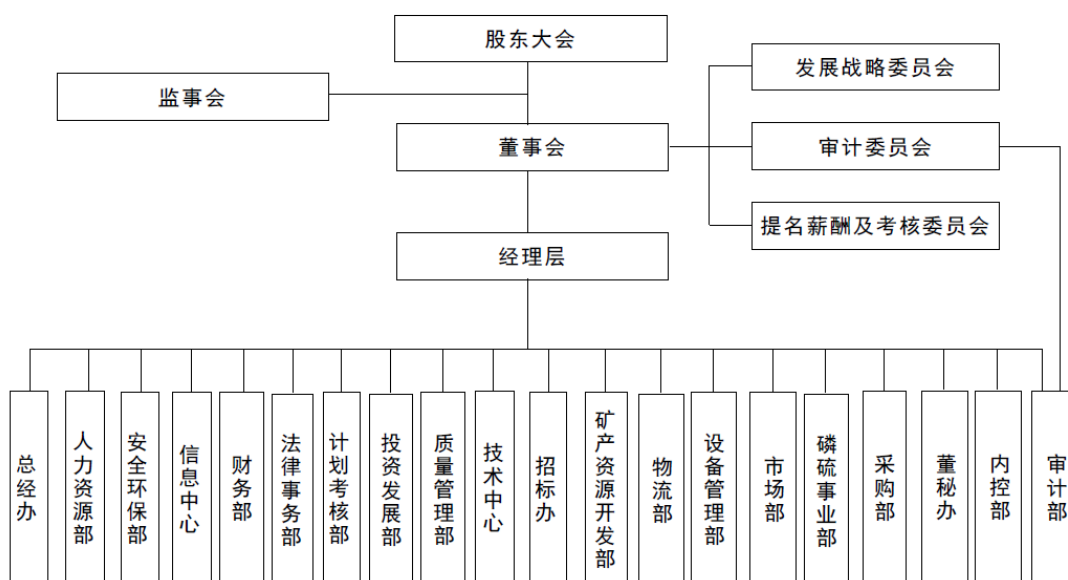 股东大会
发展战略委员会
监事会
董事会
审计委员会
提名薪酬及考核委员会
经理层
总经办
人力资源部
安全环保部
信息中心
财务部
法律事务部
计划考核部
投资发展部
质量管理部
技术中心
招标办
矿产资源开发部
物流部
设备管理部
市场部
磷硫事业部
采购部
董秘办
内控部
审计部